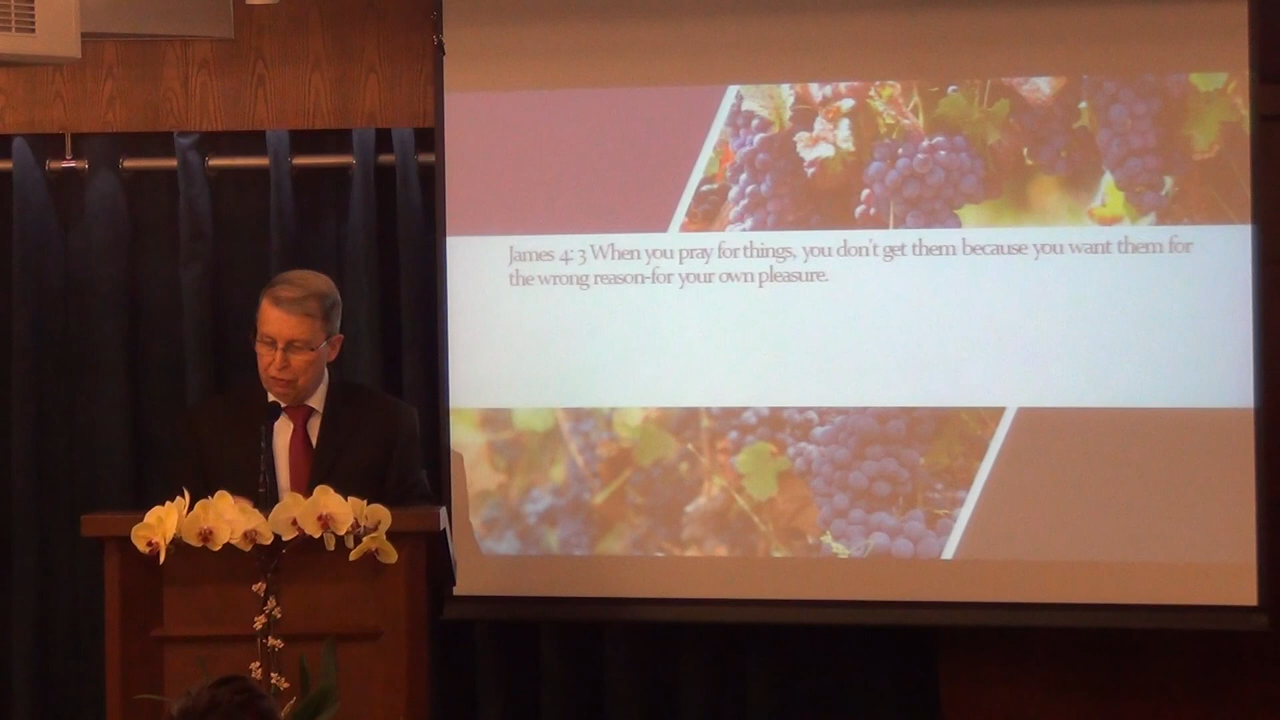 James 4: 3 When you pray for things, you don't get them because you want them for
the wrong reason-for your own pleasure.